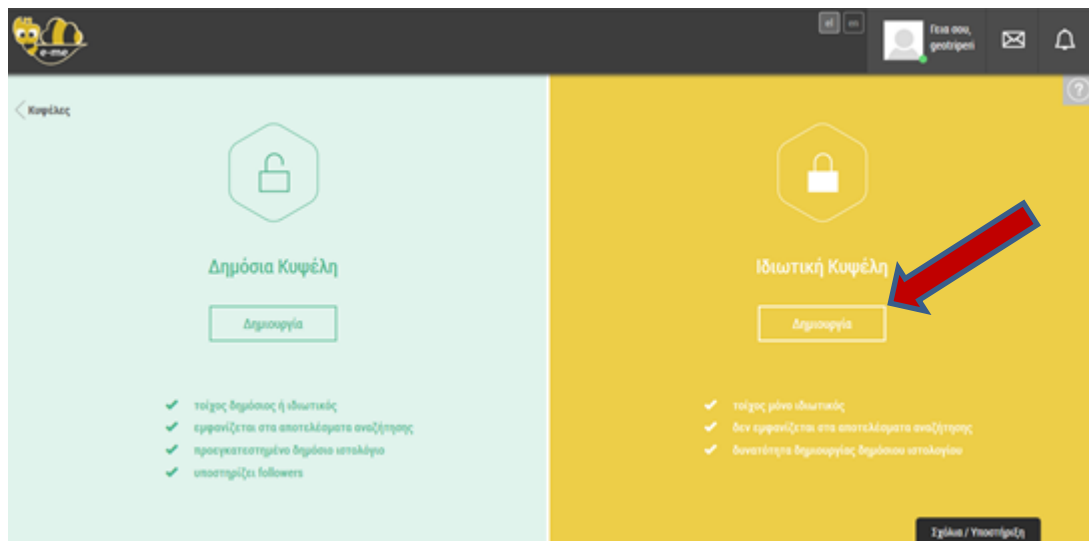 e-me
el en
Γεια σου,
geotriperi
Κυψέλες
?
Δημόσια Κυψέλη
Δημιουργία
τοίχος δημόσιος ή ιδιωτικός
εμφανίζεται στα αποτελέσματα αναζήτησης
προεγκατεστημένο δημόσιο ιστολόγιο
υποστηρίζει followers
Ιδιωτική Κυψέλη
Δημιουργία
τοίχος μόνο ιδιωτικός
δεν εμφανίζεται στα αποτελέσματα αναζήτησης
δυνατότητα δημιουργίας δημόσιου ιστολογίου
Σχόλια / Υποστήριξη